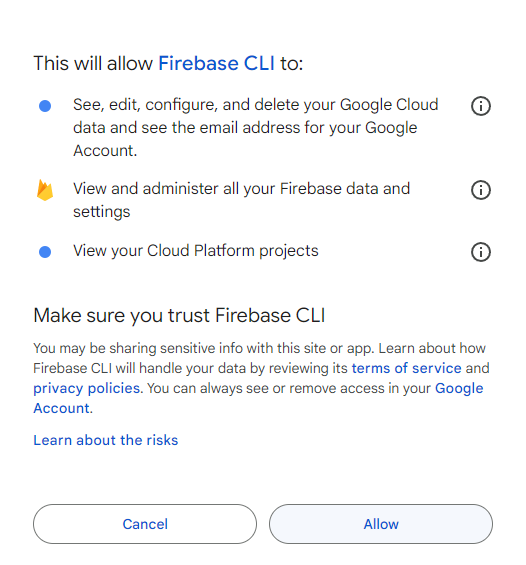 This will allow Firebase CLI to:
See, edit, configure, and delete your Google Cloud
data and see the email address for your Google
Account.
View and administer all your Firebase data and
settings
View your Cloud Platform projects
Make sure you trust Firebase CLI
You may be sharing sensitive info with this site or app. Learn about how
Firebase CLI will handle your data by reviewing its terms of service and
privacy policies. You can always see or remove access in your Google
Account.
Learn about the risks
Cancel
Allow